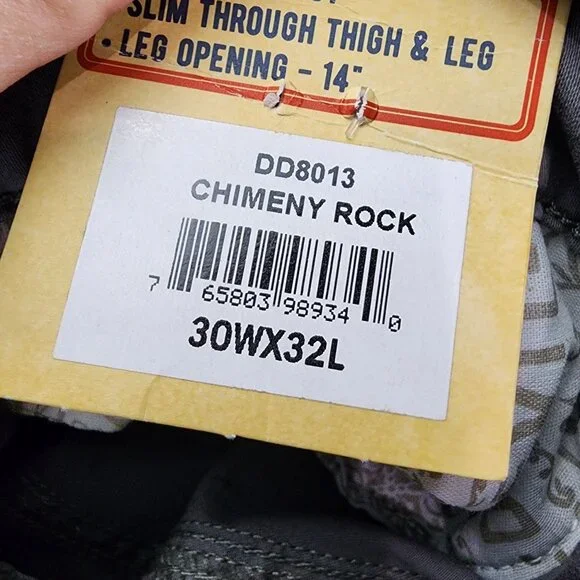 SLIM THROUGH THIGH & LEG
• LEG OPENING - 14"
DD8013
CHIMENY ROCK
7 65803 98934 0
30WX32L